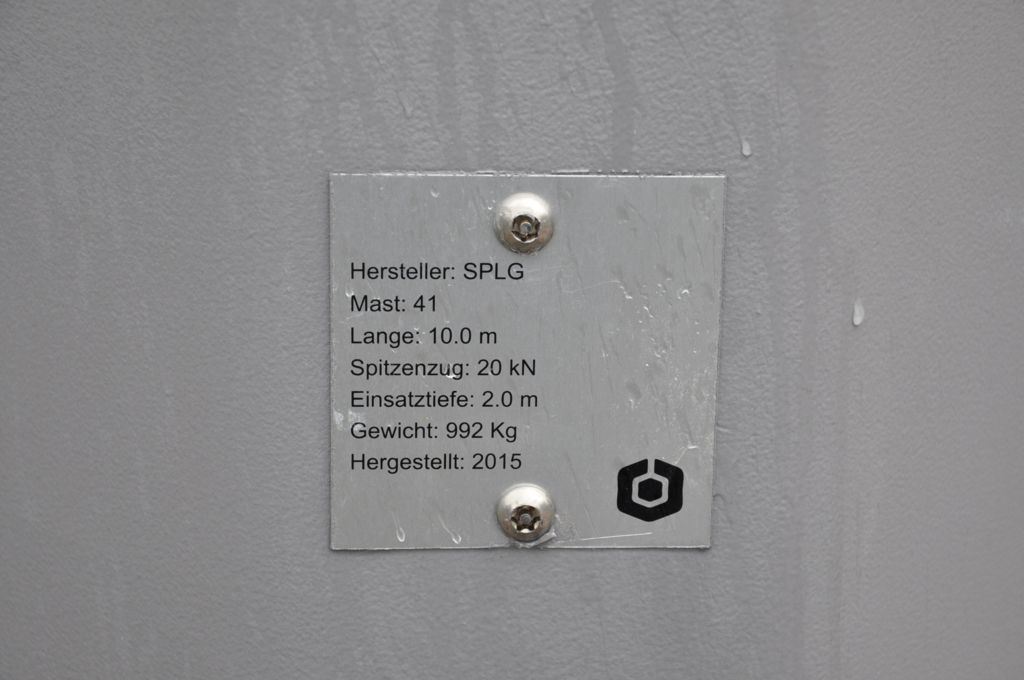 Hersteller: SPLG
Mast: 41
Lange: 10.0 m
Spitzenzug: 20 kN
Einsatztiefe: 2.0 m
Gewicht: 992 Kg
Hergestellt: 2015